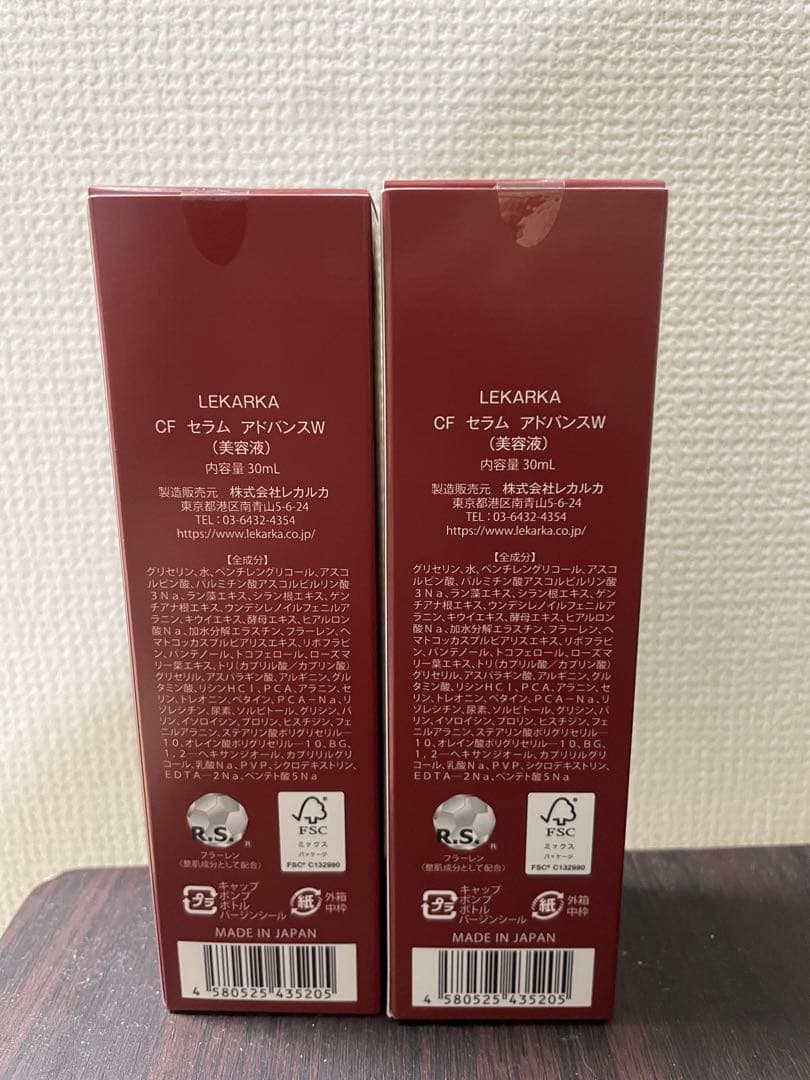 LEKARKA
CF セラム アドバンスW
(美容液)
内容量 30mL
製造販売元 株式会社レカルカ
東京都港区南青山5-6-24
TEL:03-6432-4354
https://www.lekarka.co.jp/
【全成分】
グリセリン、水、ペンチレングリコール、アスコ
ルビン酸、パルミチン酸アスコルビルリン酸
3Na、ラン藻エキス、シラン根エキス、ゲン
チアナ根エキス、ウンデシレノイルフェニルア
ラニン、キウイエキス、酵母エキス、ヒアルロン
酸Na、加水分解エラスチン、フラーレン、ヘ
マトコッカスプルビアリスエキス、リボフラビ
ン、パンテノール、トコフェロール、ローズマ
リー葉エキス、トリ(カプリル酸/カプリン酸)
グリセリル、アスパラギン酸、アルギニン、グル
タミン酸、リシンHCl、PCA、アラニン、セ
リン、トレオニン、ベタイン、PCA-Na、リ
ゾレシチン、尿素、ソルビトール、グリシン、バ
リン、イソロイシン、プロリン、ヒスチジン、フェ
ニルアラニン、ステアリン酸ポリグリセリル―
10、オレイン酸ポリグリセリル―10、BG、
1,2―ヘキサンジオール、カプリリルグリ
コール、乳酸Na、PVP、シクロデキストリン、
EDTA―2Na、ペンテト酸5Na
R.S.®
フラーレン
(整肌成分として配合)
FSC
ミックス
パッケージ
FSC® C132990
プラ
キャップ
ポンプ
ボトル
バージンシール
紙
外箱
中枠
MADE IN JAPAN
4 580525 435205
LEKARKA
CF セラム アドバンスW
(美容液)
内容量 30mL
製造販売元 株式会社レカルカ
東京都港区南青山5-6-24
TEL:03-6432-4354
https://www.lekarka.co.jp/
【全成分】
グリセリン、水、ペンチレングリコール、アスコ
ルビン酸、パルミチン酸アスコルビルリン酸
3Na、ラン藻エキス、シラン根エキス、ゲン
チアナ根エキス、ウンデシレノイルフェニルア
ラニン、キウイエキス、酵母エキス、ヒアルロン
酸Na、加水分解エラスチン、フラーレン、ヘ
マトコッカスプルビアリスエキス、リボフラビ
ン、パンテノール、トコフェロール、ローズマ
リー葉エキス、トリ(カプリル酸/カプリン酸)
グリセリル、アスパラギン酸、アルギニン、グル
タミン酸、リシンHCl、PCA、アラニン、セ
リン、トレオニン、ベタイン、PCA-Na、リ
ゾレシチン、尿素、ソルビトール、グリシン、バ
リン、イソロイシン、プロリン、ヒスチジン、フェ
ニルアラニン、ステアリン酸ポリグリセリル―
10、オレイン酸ポリグリセリル―10、BG、
1,2―ヘキサンジオール、カプリリルグリ
コール、乳酸Na、PVP、シクロデキストリン、
EDTA―2Na、ペンテト酸5Na
R.S.®
フラーレン
(整肌成分として配合)
FSC
ミックス
パッケージ
FSC® C132990
プラ
キャップ
ポンプ
ボトル
バージンシール
紙
外箱
中枠
MADE IN JAPAN
4 580525 435205